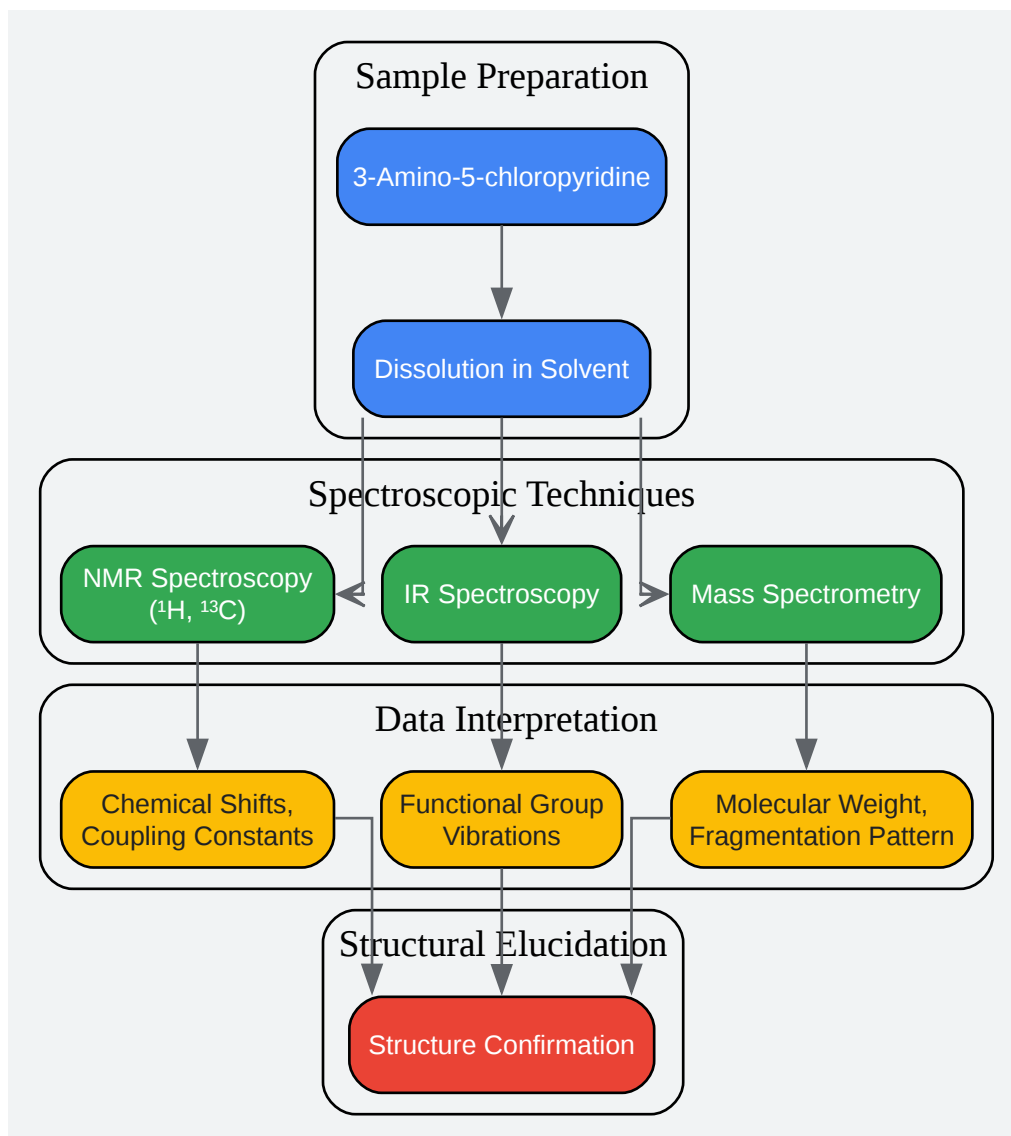 Sample Preparation
3-Amino-5-chloropyridine
Dissolution in Solvent
Spectroscopic Techniques
NMR Spectroscopy
(¹H, ¹³C)
IR Spectroscopy
Mass Spectrometry
Data Interpretation
Chemical Shifts,
Coupling Constants
Functional Group
Vibrations
Molecular Weight,
Fragmentation Pattern
Structural Elucidation
Structure Confirmation